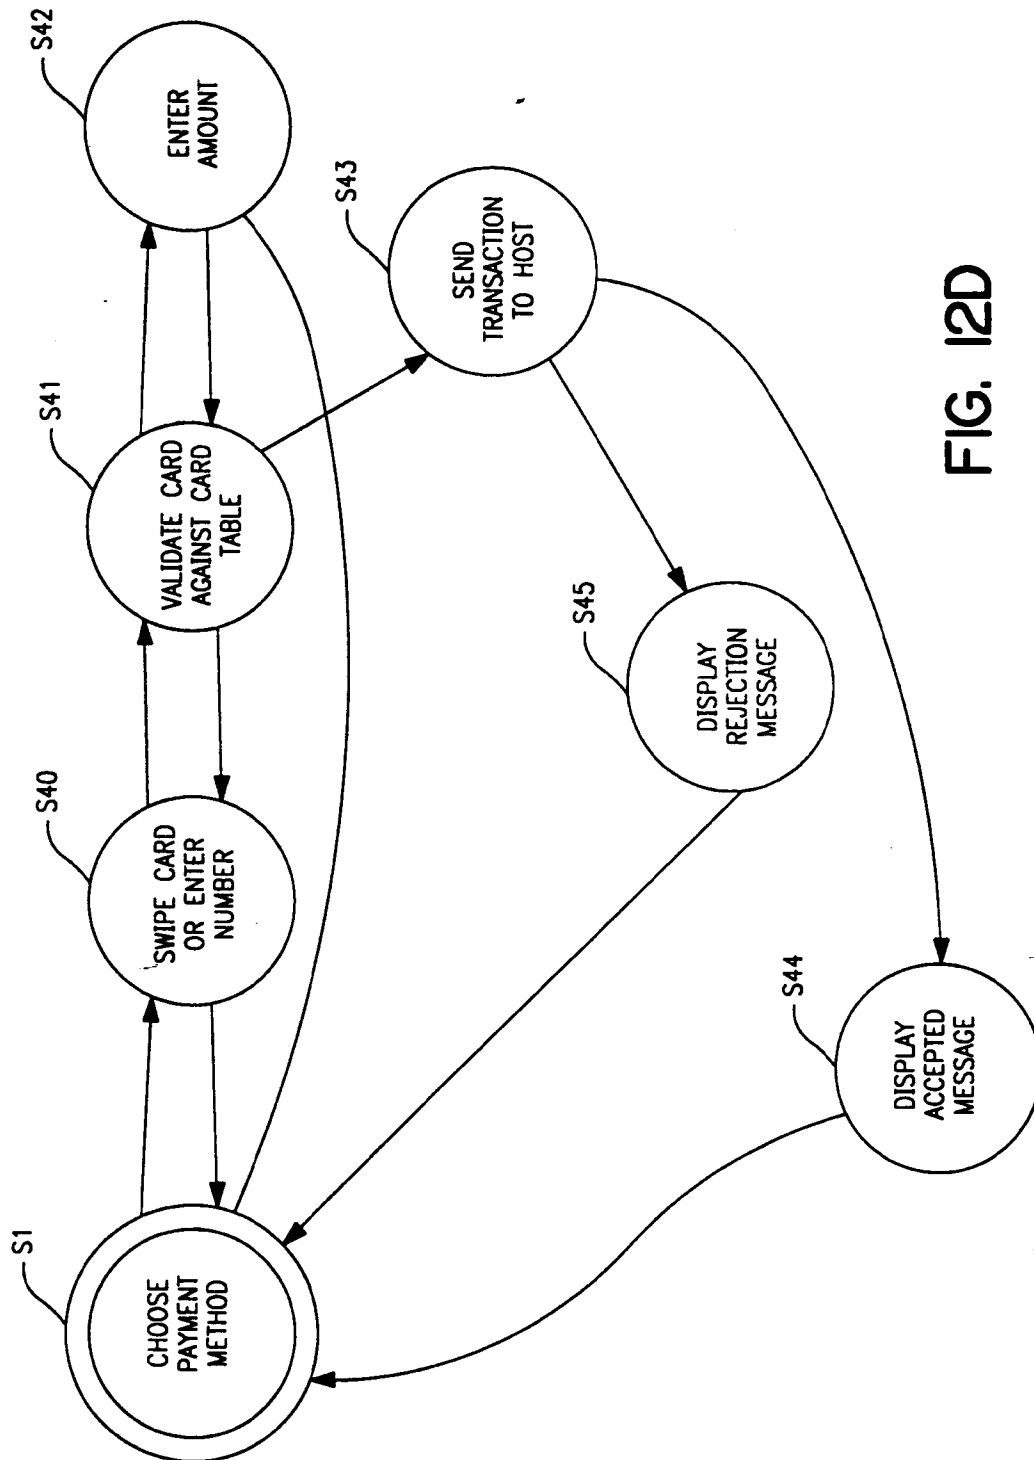 S1
CHOOSE
PAYMENT
METHOD
S40
SWIPE CARD
OR ENTER
NUMBER
S41
VALIDATE CARD
AGAINST CARD
TABLE
S42
ENTER
AMOUNT
S43
SEND
TRANSACTION
TO HOST
S45
DISPLAY
REJECTION
MESSAGE
S44
DISPLAY
ACCEPTED
MESSAGE
FIG. 12D